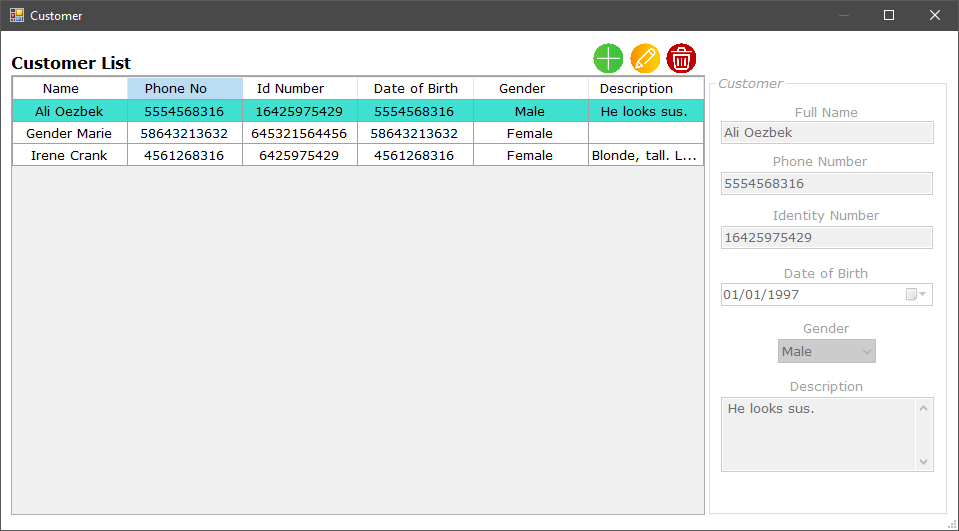 Customer
Customer List
Name Phone No Id Number Date of Birth Gender Description
Ali Oezbek 5554568316 16425975429 5554568316 Male He looks sus.
Gender Marie 58643213632 645321564456 58643213632 Female
Irene Crank 4561268316 6425975429 4561268316 Female Blonde, tall. L...
Customer
Full Name
Ali Oezbek
Phone Number
5554568316
Identity Number
16425975429
Date of Birth
01/01/1997
Gender
Male
Description
He looks sus.